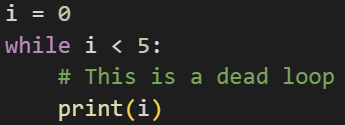 i = 0
while i < 5:
    # This is a dead loop
    print(i)